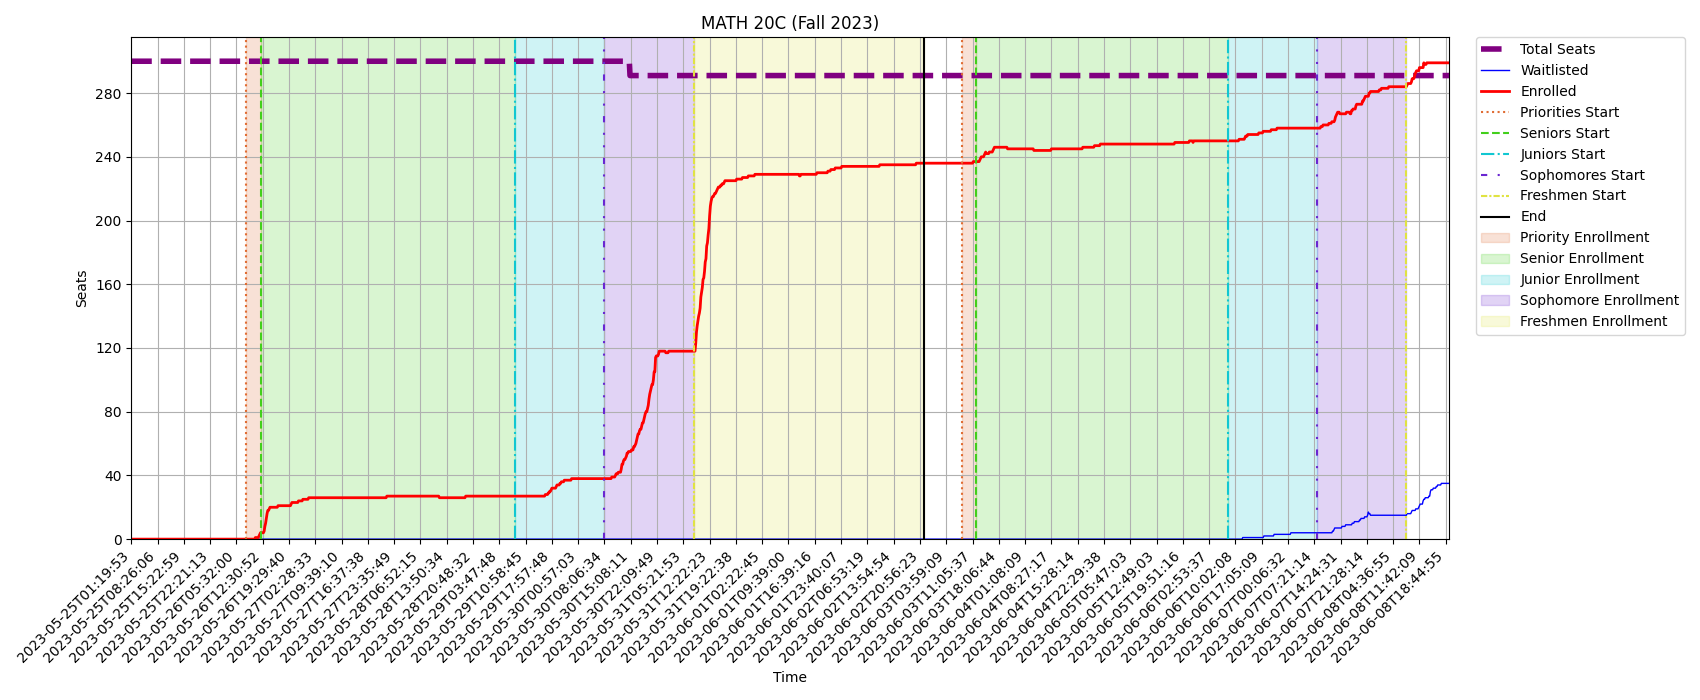 MATH 20C (Fall 2023)
Seats
280
240
200
160
120
80
40
0
2023-05-25T01:19:53
2023-05-25T08:26:06
2023-05-25T15:22:59
2023-05-25T22:21:13
2023-05-26T05:32:00
2023-05-26T12:30:52
2023-05-26T19:29:40
2023-05-27T02:28:33
2023-05-27T09:39:10
2023-05-27T16:37:38
2023-05-27T23:35:49
2023-05-28T06:52:15
2023-05-28T13:50:34
2023-05-28T20:48:32
2023-05-29T03:47:48
2023-05-29T10:58:45
2023-05-29T17:57:48
2023-05-30T00:57:03
2023-05-30T08:06:34
2023-05-30T15:08:11
2023-05-30T22:09:49
2023-05-31T05:21:53
2023-05-31T12:22:23
2023-05-31T19:22:38
2023-06-01T02:22:45
2023-06-01T09:39:00
2023-06-01T16:39:16
2023-06-01T23:40:07
2023-06-02T06:53:19
2023-06-02T13:54:54
2023-06-02T20:56:23
2023-06-03T03:59:05
2023-06-03T11:05:37
2023-06-03T18:06:44
2023-06-04T01:08:09
2023-06-04T08:27:17
2023-06-04T15:28:14
2023-06-04T22:29:38
2023-06-05T05:47:03
2023-06-05T12:49:03
2023-06-05T19:51:16
2023-06-06T02:53:37
2023-06-06T10:02:08
2023-06-06T17:05:09
2023-06-07T00:06:32
2023-06-07T07:21:14
2023-06-07T14:24:31
2023-06-07T21:28:14
2023-06-08T04:36:55
2023-06-08T11:42:09
2023-06-08T18:44:55
Time
Total Seats
Waitlisted
Enrolled
Priorities Start
Seniors Start
Juniors Start
Sophomores Start
Freshmen Start
End
Priority Enrollment
Senior Enrollment
Junior Enrollment
Sophomore Enrollment
Freshmen Enrollment